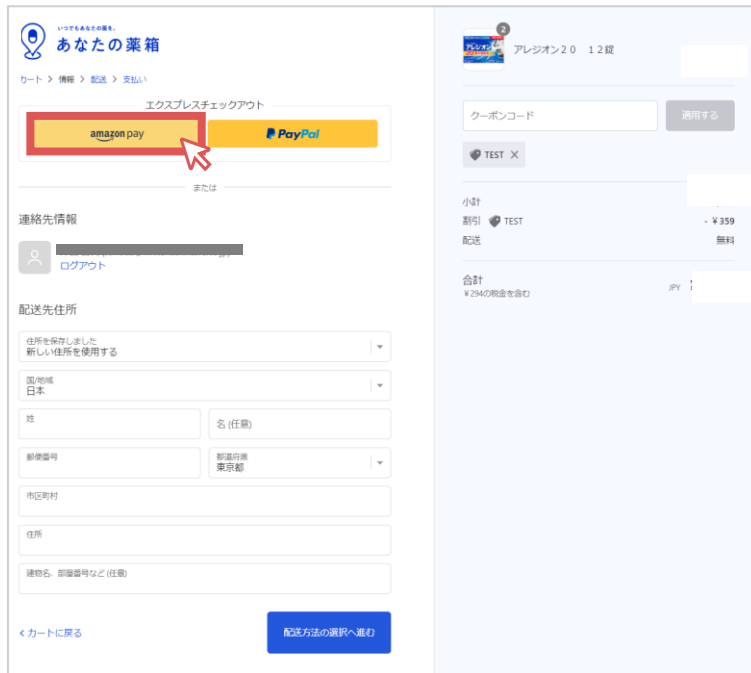 いつでもあなたの薬を。
あなたの薬箱
カート > 情報 > 配送 > 支払い
エクスプレスチェックアウト
amazon pay
PayPal
または
連絡先情報
ログアウト
配送先住所
住所を保存しました
新しい住所を使用する
国/地域
日本
姓
名 (任意)
郵便番号
都道府県
東京都
市区町村
住所
建物名、部屋番号など (任意)
< カートに戻る
配送方法の選択へ進む
2
アレジオン
アレジオン20 12錠
クーポンコード
適用する
TEST ×
小計
割引 TEST - ¥359
配送 無料
合計
¥294の税金を含む
JPY